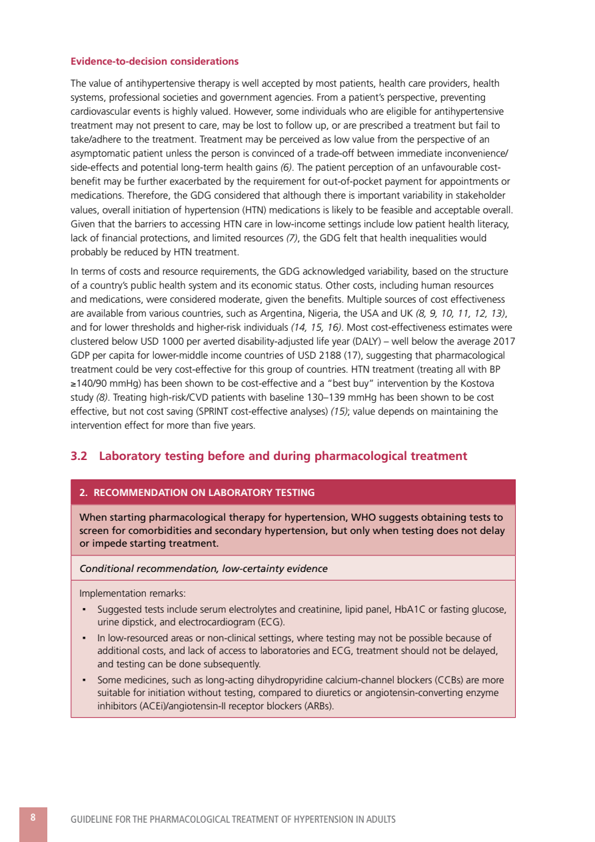 Evidence-to-decision considerations
The value of antihypertensive therapy is well accepted by most patients, health care providers, health
systems, professional societies and government agencies. From a patient's perspective, preventing
cardiovascular events is highly valued. However, some individuals who are eligible for antihypertensive
treatment may not present to care, may be lost to follow up, or are prescribed a treatment but fail to
take/adhere to the treatment. Treatment may be perceived as low value from the perspective of an
asymptomatic patient unless the person is convinced of a trade-off between immediate inconvenience/
side-effects and potential long-term health gains (6). The patient perception of an unfavourable cost-
benefit may be further exacerbated by the requirement for out-of-pocket payment for appointments or
medications. Therefore, the GDG considered that although there is important variability in stakeholder
values, overall initiation of hypertension (HTN) medications is likely to be feasible and acceptable overall.
Given that the barriers to accessing HTN care in low-income settings include low patient health literacy,
lack of financial protections, and limited resources (7), the GDG felt that health inequalities would
probably be reduced by HTN treatment.
In terms of costs and resource requirements, the GDG acknowledged variability, based on the structure
of a country's public health system and its economic status. Other costs, including human resources
and medications, were considered moderate, given the benefits. Multiple sources of cost effectiveness
are available from various countries, such as Argentina, Nigeria, the USA and UK (8, 9, 10, 11, 12, 13),
and for lower thresholds and higher-risk individuals (14, 15, 16). Most cost-effectiveness estimates were
clustered below USD 1000 per averted disability-adjusted life year (DALY) – well below the average 2017
GDP per capita for lower-middle income countries of USD 2188 (17), suggesting that pharmacological
treatment could be very cost-effective for this group of countries. HTN treatment (treating all with BP
≥140/90 mmHg) has been shown to be cost-effective and a "best buy" intervention by the Kostova
study (8). Treating high-risk/CVD patients with baseline 130–139 mmHg has been shown to be cost
effective, but not cost saving (SPRINT cost-effective analyses) (15); value depends on maintaining the
intervention effect for more than five years.
3.2 Laboratory testing before and during pharmacological treatment
2. RECOMMENDATION ON LABORATORY TESTING
When starting pharmacological therapy for hypertension, WHO suggests obtaining tests to
screen for comorbidities and secondary hypertension, but only when testing does not delay
or impede starting treatment.
Conditional recommendation, low-certainty evidence
Implementation remarks:
• Suggested tests include serum electrolytes and creatinine, lipid panel, HbA1C or fasting glucose,
urine dipstick, and electrocardiogram (ECG).
• In low-resourced areas or non-clinical settings, where testing may not be possible because of
additional costs, and lack of access to laboratories and ECG, treatment should not be delayed,
and testing can be done subsequently.
• Some medicines, such as long-acting dihydropyridine calcium-channel blockers (CCBs) are more
suitable for initiation without testing, compared to diuretics or angiotensin-converting enzyme
inhibitors (ACEi)/angiotensin-II receptor blockers (ARBs).
8 GUIDELINE FOR THE PHARMACOLOGICAL TREATMENT OF HYPERTENSION IN ADULTS